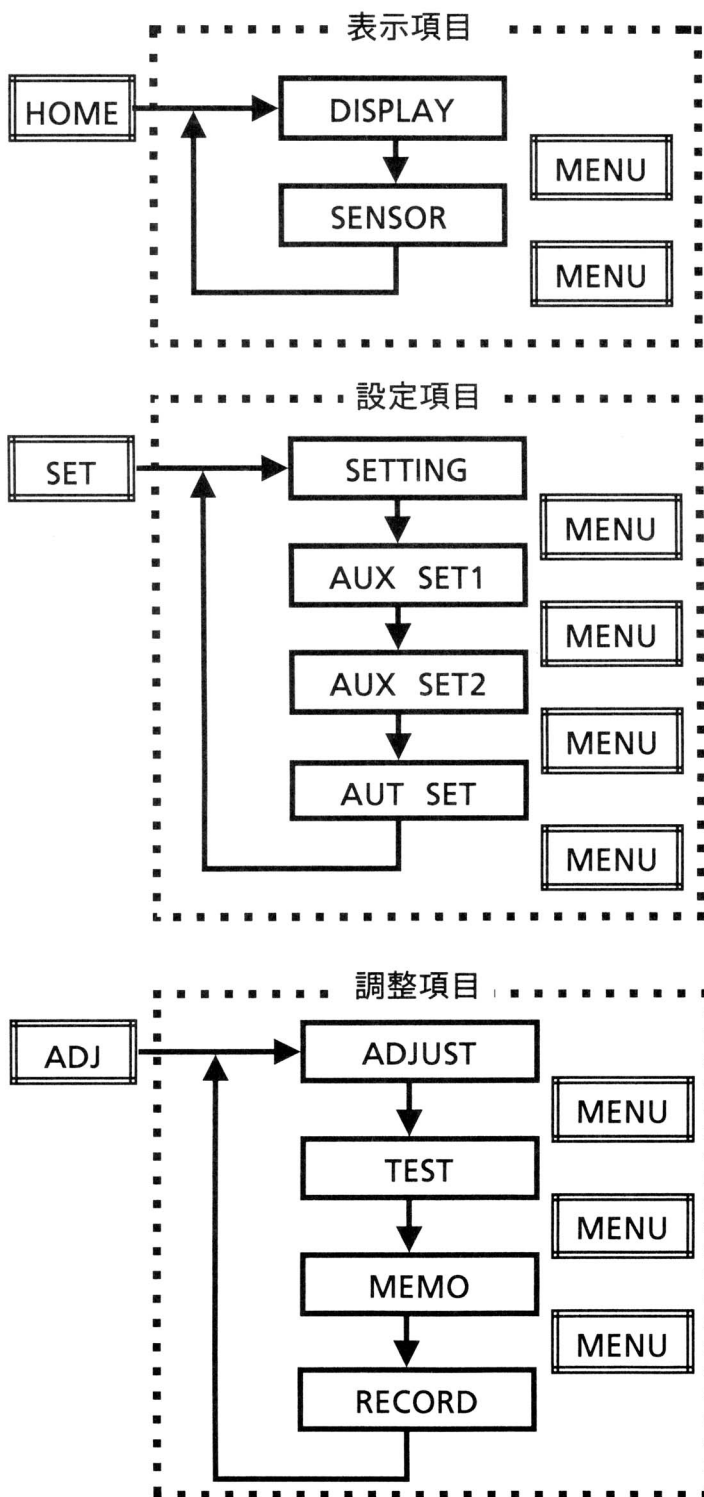 表示項目
HOME
DISPLAY
MENU
SENSOR
MENU
設定項目
SET
SETTING
MENU
AUX SET1
MENU
AUX SET2
MENU
AUT SET
MENU
調整項目
ADJ
ADJUST
MENU
TEST
MENU
MEMO
MENU
RECORD